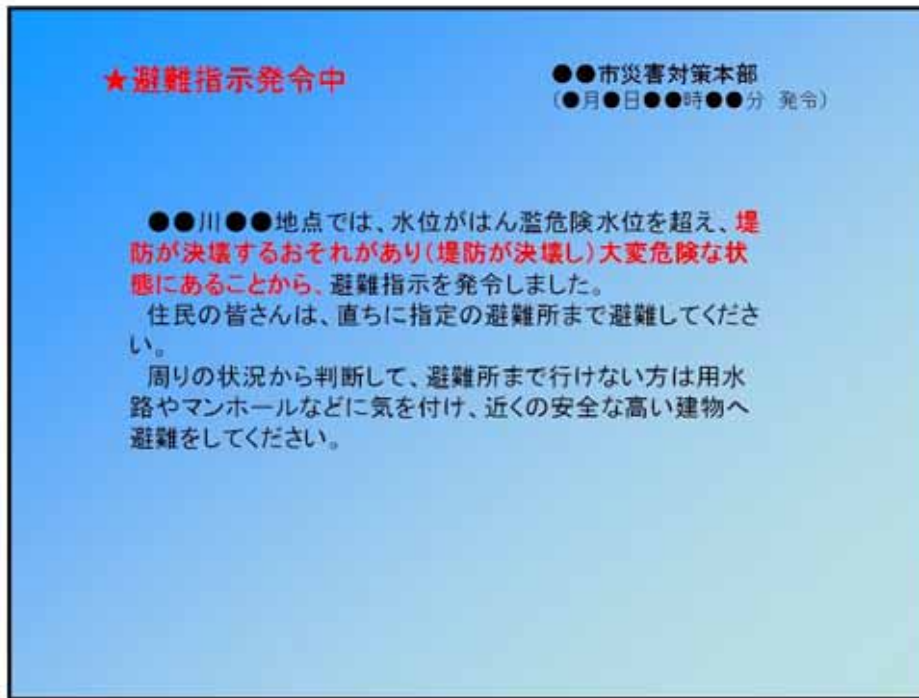 ★避難指示発令中
●●市災害対策本部
（●月●日●●時●●分 発令）
●●川●●地点では、水位がはん濫危険水位を超え、堤
防が決壊するおそれがあり（堤防が決壊し）大変危険な状
態にあることから、避難指示を発令しました。
住民の皆さんは、直ちに指定の避難所まで避難してくださ
い。
周りの状況から判断して、避難所まで行けない方は用水
路やマンホールなどに気を付け、近くの安全な高い建物へ
避難をしてください。